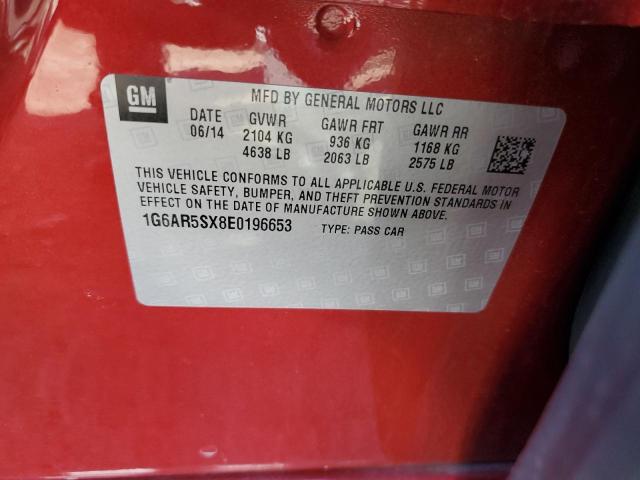 GM
MFD BY GENERAL MOTORS LLC
DATE GVWR GAWR FRT GAWR RR
06/14 2104 KG 936 KG 1168 KG
4638 LB 2063 LB 2575 LB
THIS VEHICLE CONFORMS TO ALL APPLICABLE U.S. FEDERAL MOTOR
VEHICLE SAFETY, BUMPER, AND THEFT PREVENTION STANDARDS IN
EFFECT ON THE DATE OF MANUFACTURE SHOWN ABOVE.
1G6AR5SX8E0196653 TYPE: PASS CAR